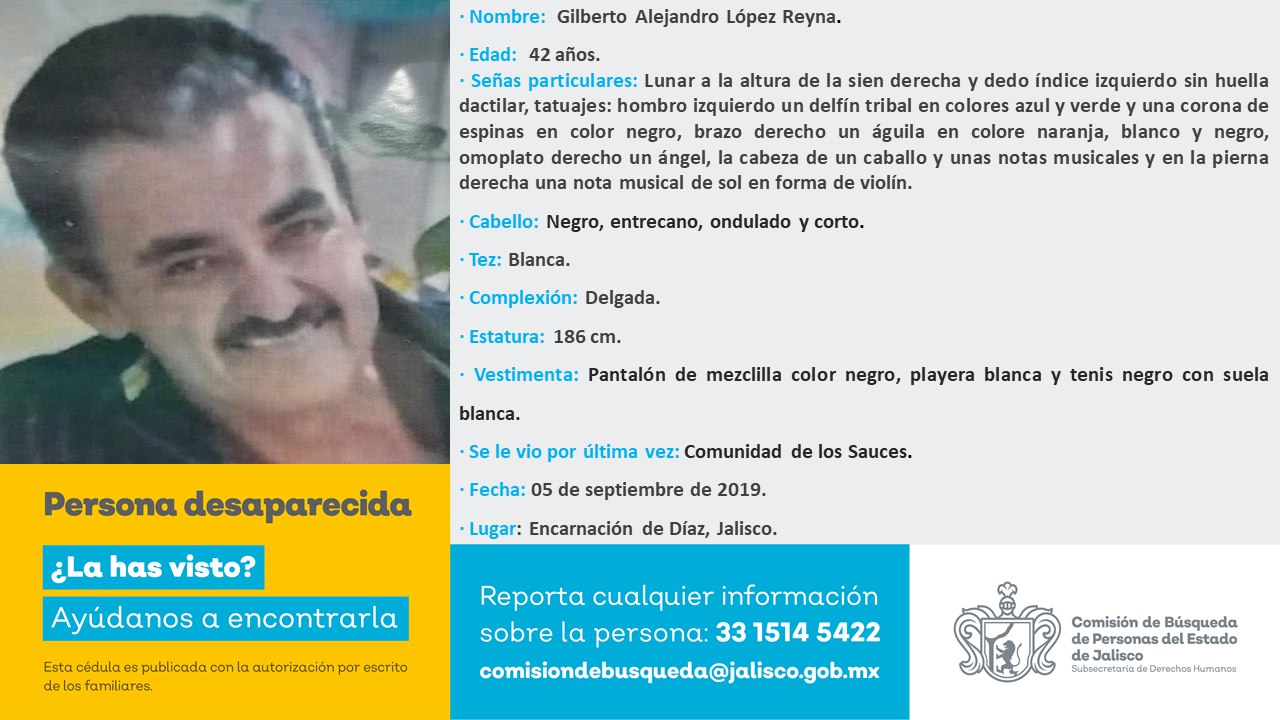 · Nombre: Gilberto Alejandro López Reyna.
· Edad: 42 años.
· Señas particulares: Lunar a la altura de la sien derecha y dedo índice izquierdo sin huella
dactilar, tatuajes: hombro izquierdo un delfín tribal en colores azul y verde y una corona de
espinas en color negro, brazo derecho un águila en colore naranja, blanco y negro,
omoplato derecho un ángel, la cabeza de un caballo y unas notas musicales y en la pierna
derecha una nota musical de sol en forma de violín.
· Cabello: Negro, entrecano, ondulado y corto.
· Tez: Blanca.
· Complexión: Delgada.
· Estatura: 186 cm.
· Vestimenta: Pantalón de mezclilla color negro, playera blanca y tenis negro con suela
blanca.
· Se le vio por última vez: Comunidad de los Sauces.
· Fecha: 05 de septiembre de 2019.
· Lugar: Encarnación de Díaz, Jalisco.
Persona desaparecida
¿La has visto?
Ayúdanos a encontrarla
Esta cédula es publicada con la autorización por escrito
de los familiares.
Reporta cualquier información
sobre la persona: 33 1514 5422
comisiondebusqueda@jalisco.gob.mx
Comisión de Búsqueda
de Personas del Estado
de Jalisco
Subsecretaría de Derechos Humanos